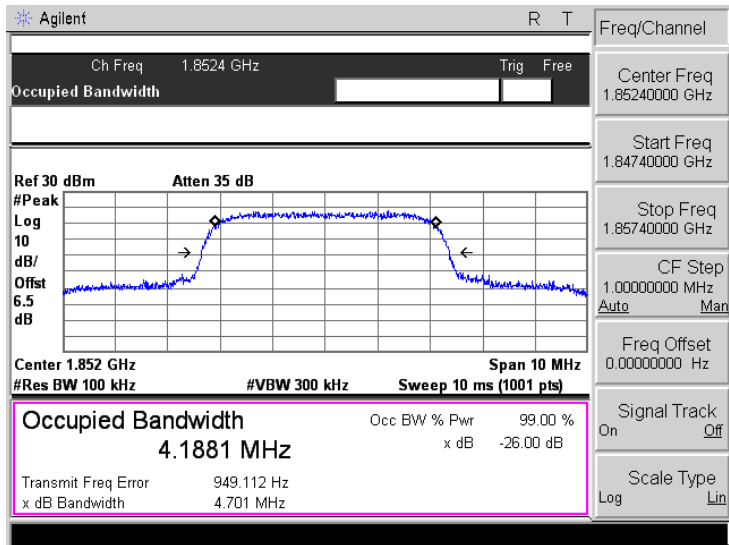 Agilent R T
Ch Freq 1.8524 GHz Trig Free
Occupied Bandwidth
Ref 30 dBm Atten 35 dB
#Peak
Log
10
dB/
Offst
6.5
dB
Center 1.852 GHz Span 10 MHz
#Res BW 100 kHz #VBW 300 kHz Sweep 10 ms (1001 pts)
Occupied Bandwidth
4.1881 MHz
Occ BW % Pwr 99.00 %
x dB -26.00 dB
Transmit Freq Error 949.112 Hz
x dB Bandwidth 4.701 MHz
Freq/Channel
Center Freq
1.85240000 GHz
Start Freq
1.84740000 GHz
Stop Freq
1.85740000 GHz
CF Step
1.00000000 MHz
Auto Man
Freq Offset
0.00000000 Hz
Signal Track
On Off
Scale Type
Log Lin